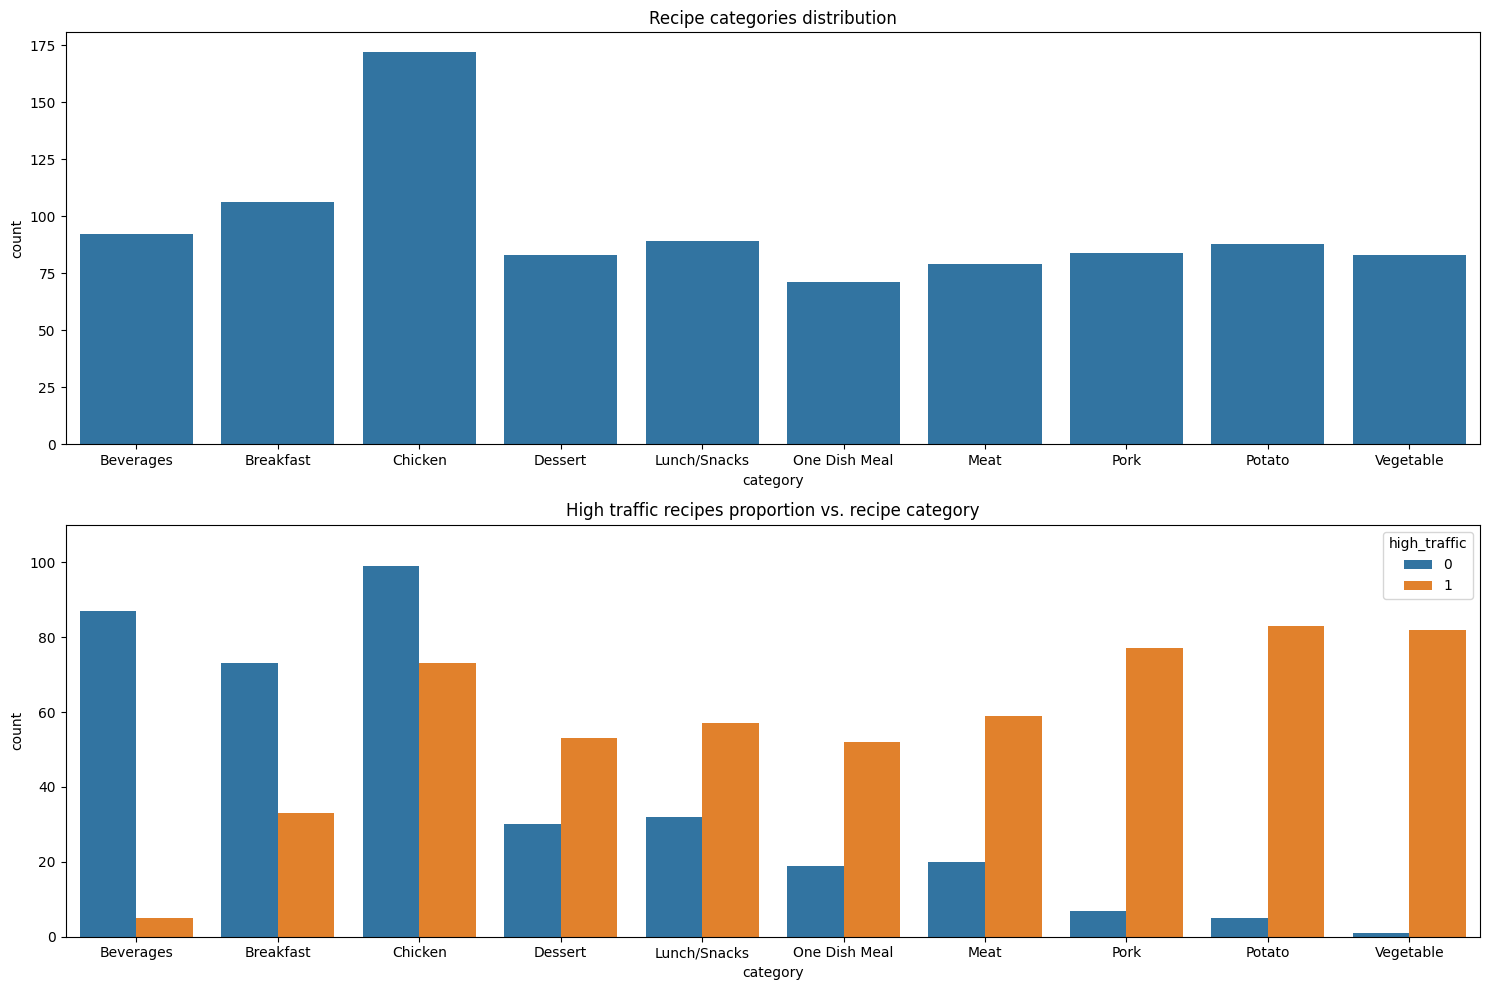 Recipe categories distribution
175
150
125
100
75
50
25
0
count
Beverages Breakfast Chicken Dessert Lunch/Snacks One Dish Meal Meat Pork Potato Vegetable
category
High traffic recipes proportion vs. recipe category
high_traffic
0
1
100
80
60
40
20
0
count
Beverages Breakfast Chicken Dessert Lunch/Snacks One Dish Meal Meat Pork Potato Vegetable
category